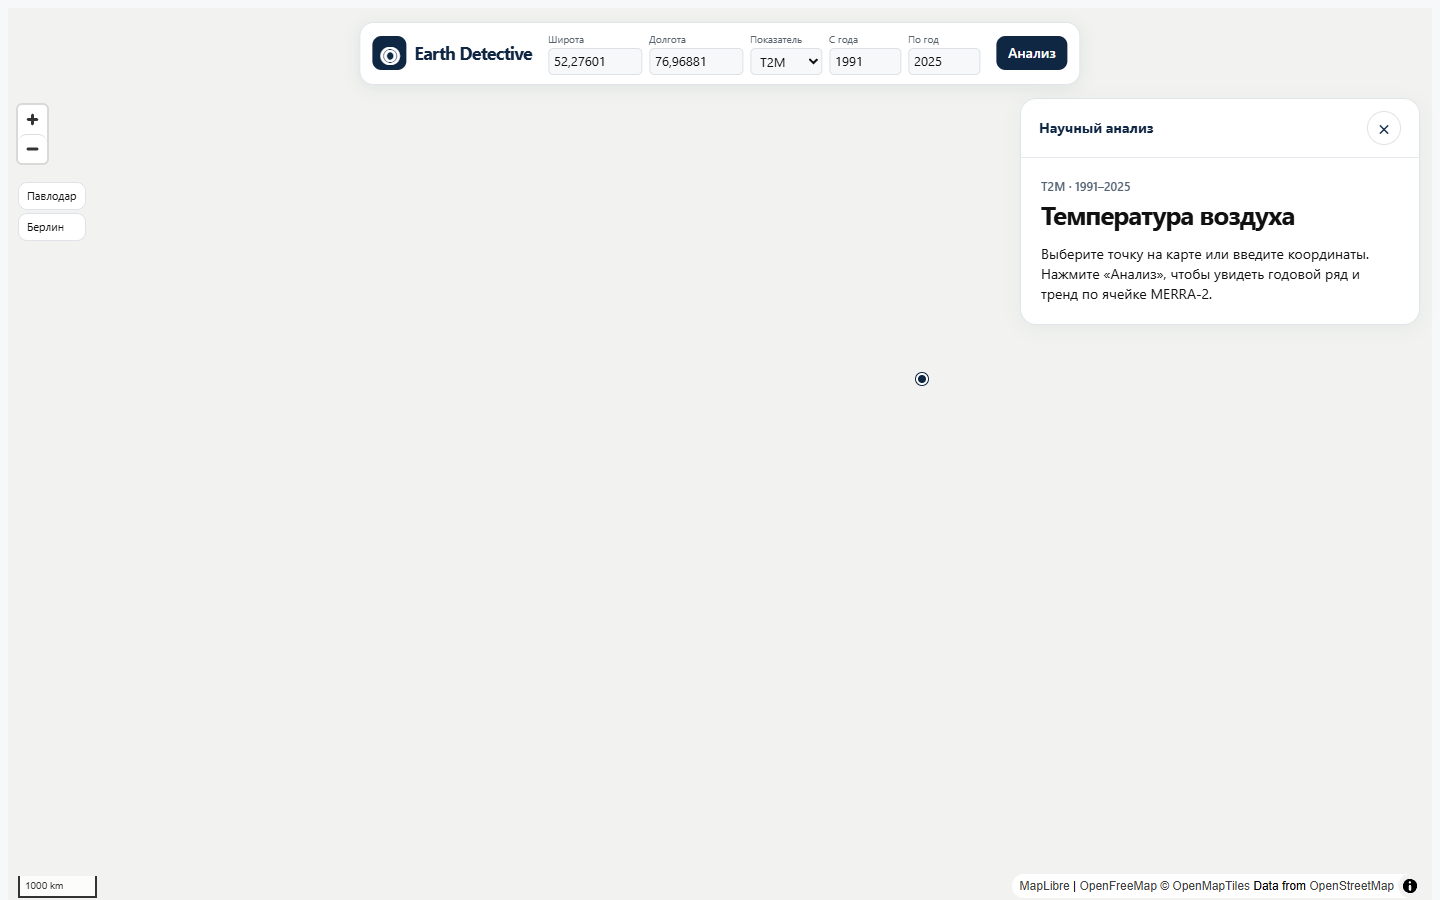 Earth Detective
Широта
52,27601
Долгота
76,96881
Показатель
T2M
С года
1991
По год
2025
Анализ
Научный анализ
Павлодар
Берлин
T2M · 1991–2025
Температура воздуха
Выберите точку на карте или введите координаты.
Нажмите «Анализ», чтобы увидеть годовой ряд и
тренд по ячейке MERRA-2.
1000 km
MapLibre | OpenFreeMap © OpenMapTiles Data from OpenStreetMap